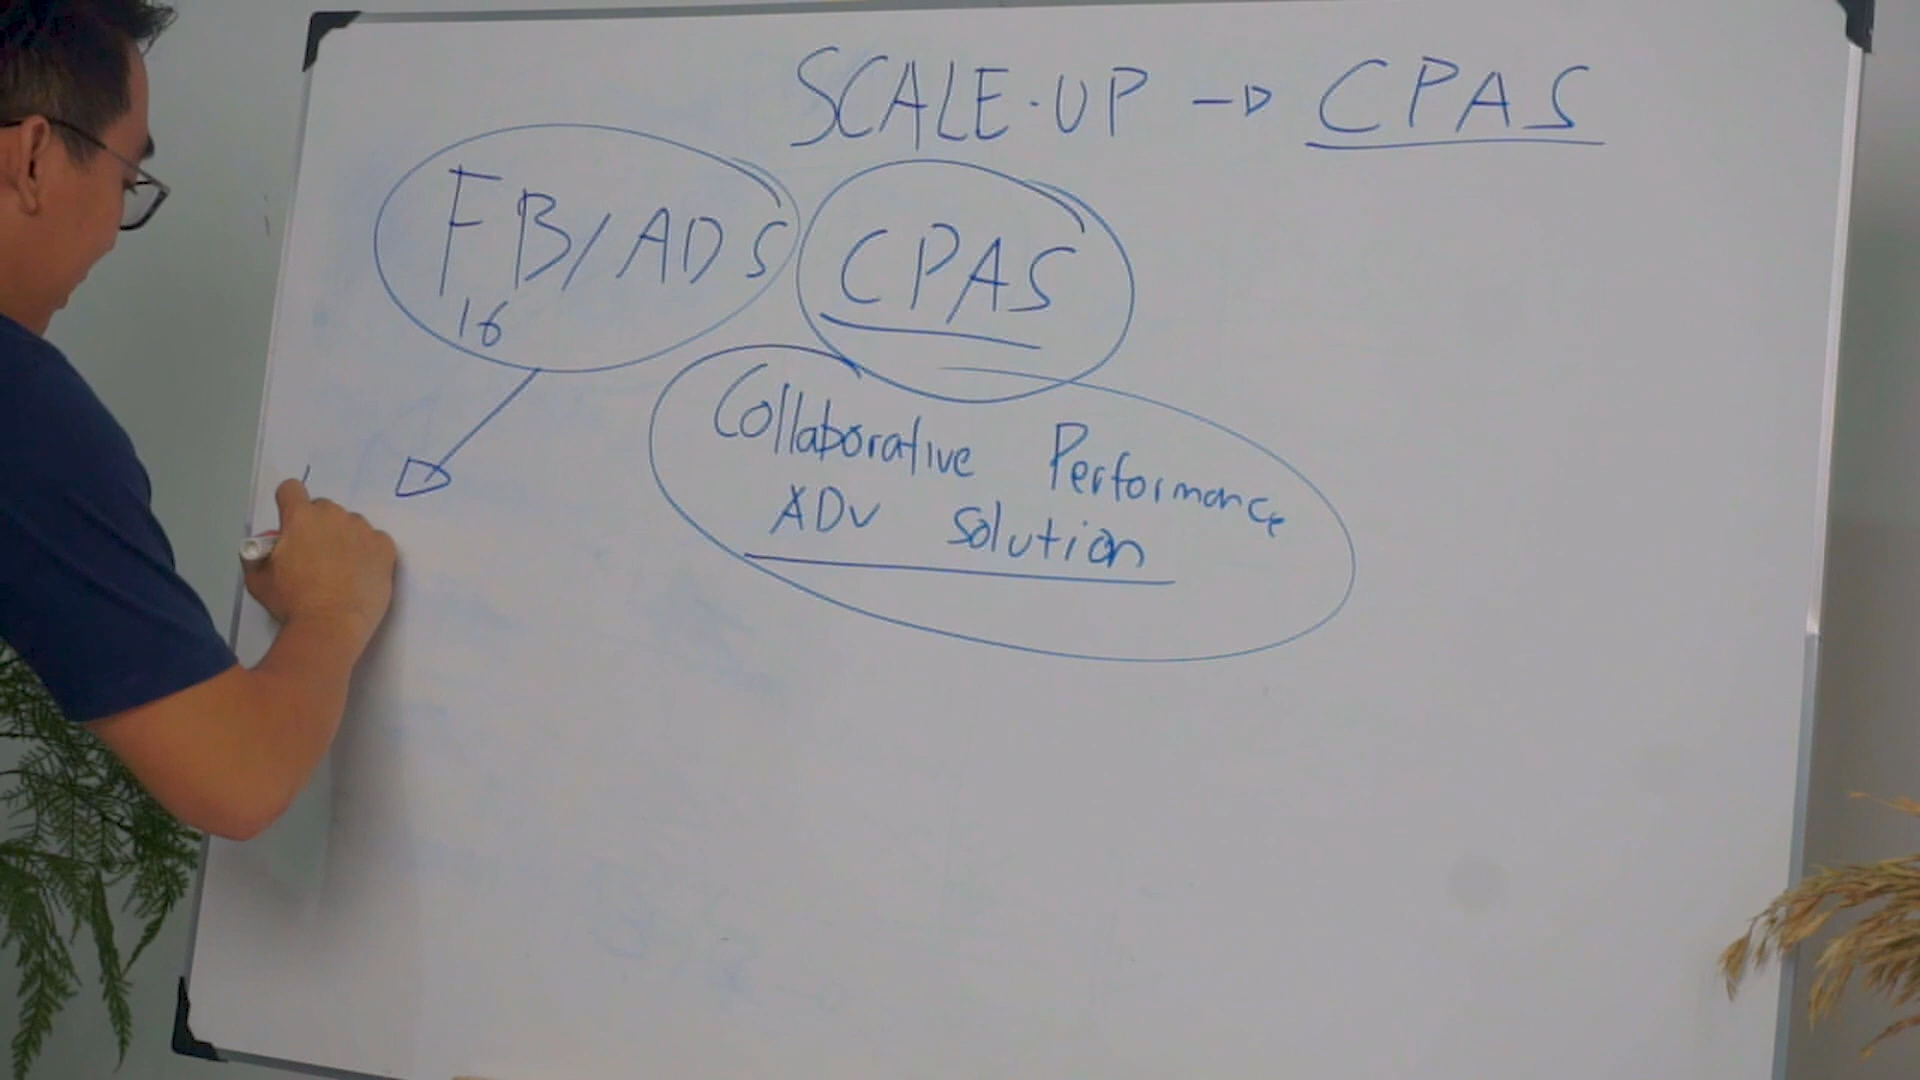 SCALE-UP → CPAS
FB/ADS
CPAS
16
Collaborative Performance
ADV Solution